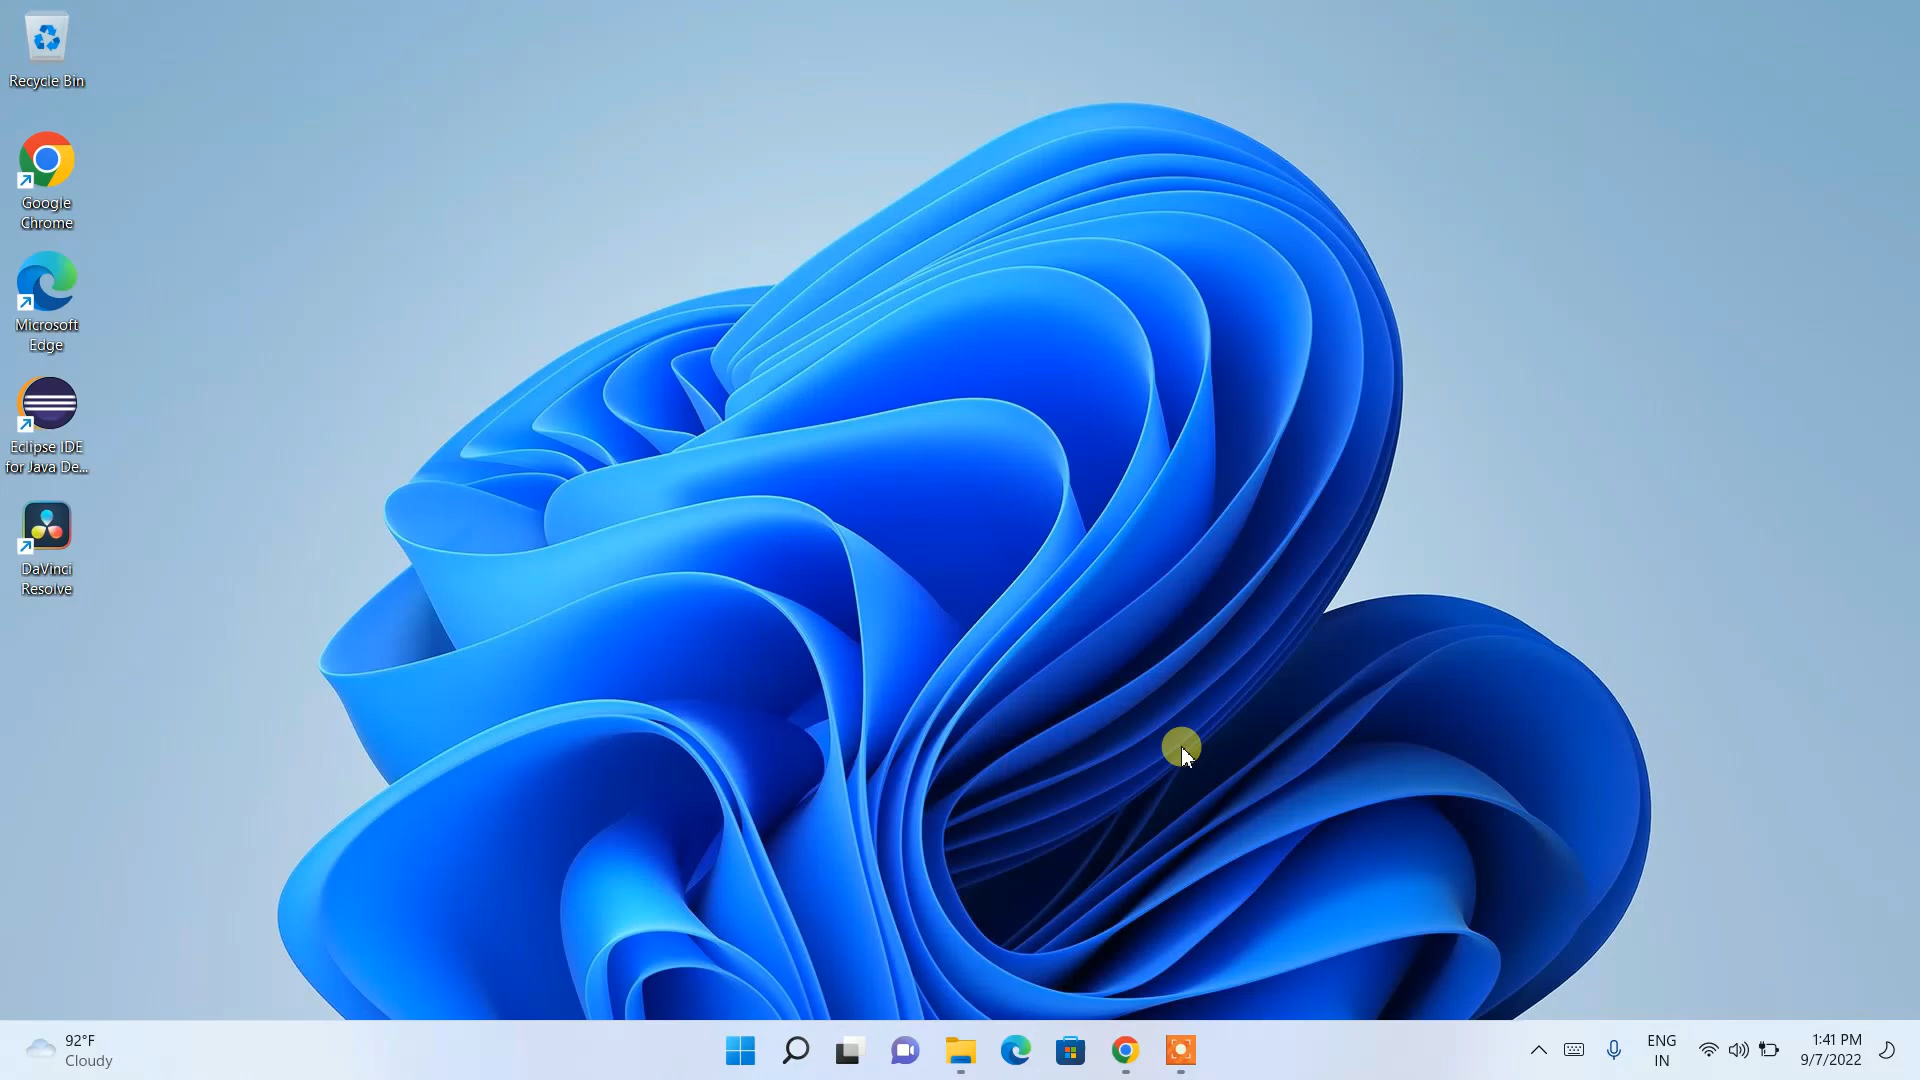 Recycle Bin
Google
Chrome
Microsoft
Edge
Eclipse IDE
for Java De...
DaVinci
Resolve
92°F
Cloudy
ENG
IN
1:41 PM
9/7/2022